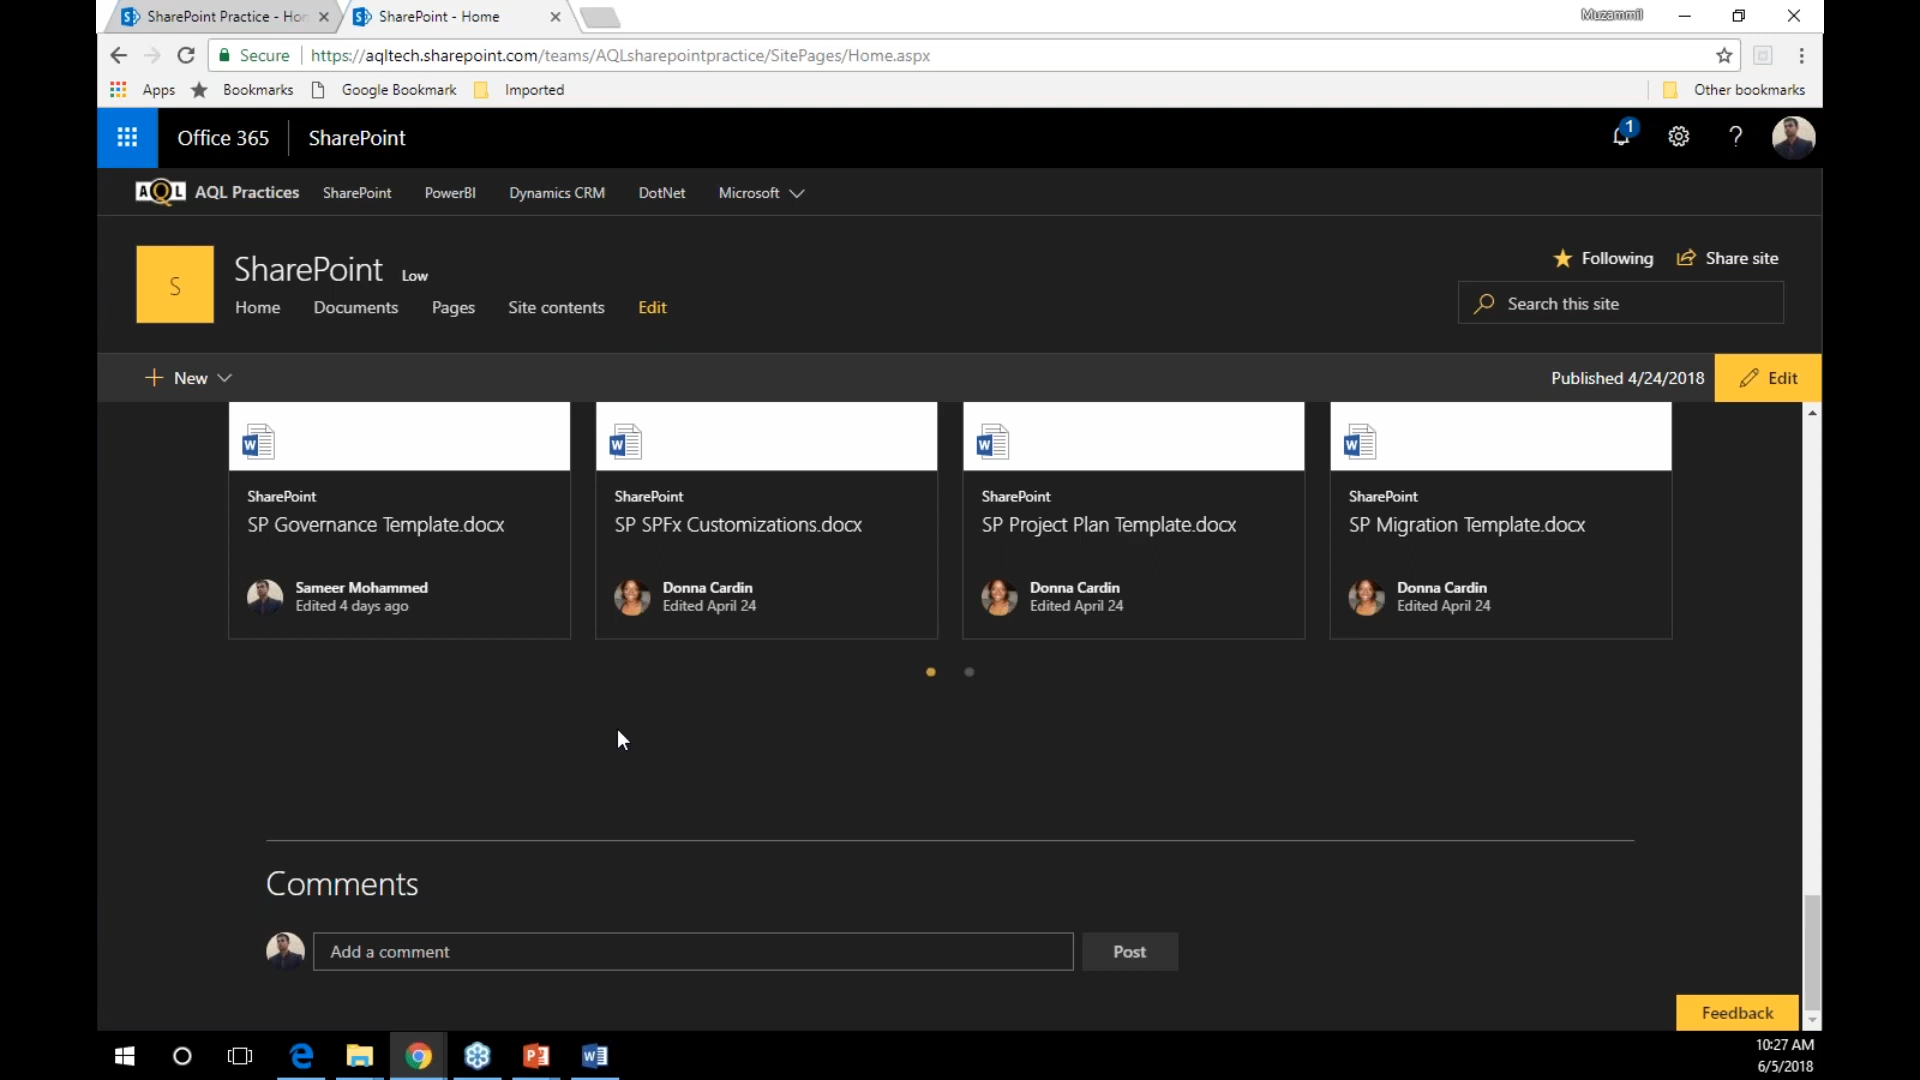 SharePoint Practice - Hor
SharePoint - Home
Muzammil
Secure
https://aqltech.sharepoint.com/teams/AQLsharepointpractice/SitePages/Home.aspx
Apps Bookmarks Google Bookmark Imported Other bookmarks
Office 365 SharePoint 1 ?
AQL AQL Practices SharePoint PowerBI Dynamics CRM DotNet Microsoft
S
SharePoint Low
Following Share site
Home Documents Pages Site contents Edit
Search this site
New Published 4/24/2018 Edit
SharePoint
SP Governance Template.docx
Sameer Mohammed
Edited 4 days ago
SharePoint
SP SPFx Customizations.docx
Donna Cardin
Edited April 24
SharePoint
SP Project Plan Template.docx
Donna Cardin
Edited April 24
SharePoint
SP Migration Template.docx
Donna Cardin
Edited April 24
Comments
Add a comment Post
Feedback
10:27 AM
6/5/2018